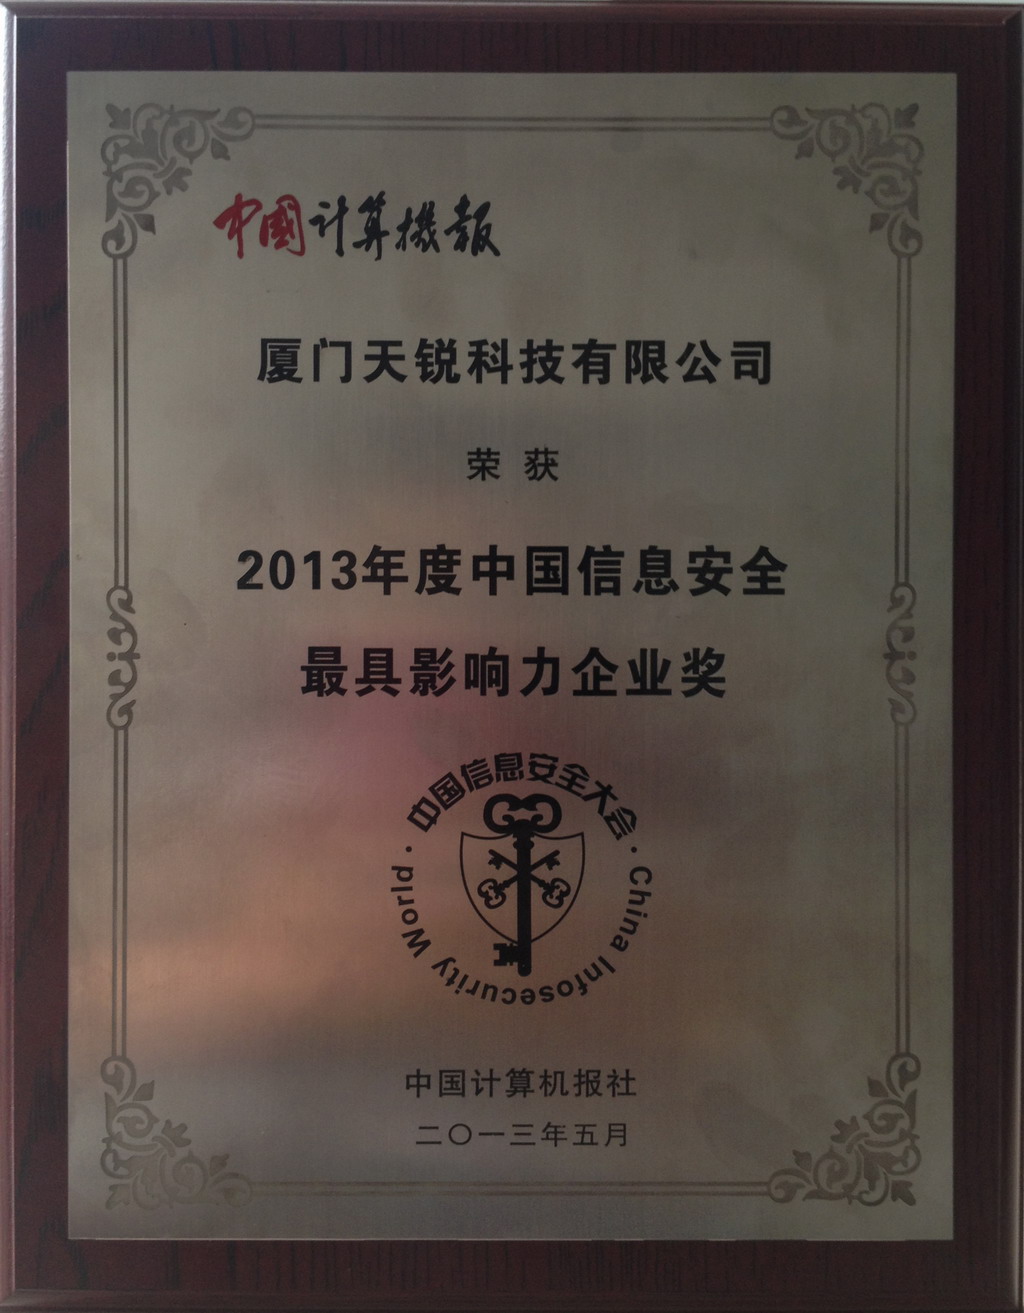 中國计算機報
厦门天锐科技有限公司
荣 获
2013年度中国信息安全
最具影响力企业奖
中国信息安全大会
· China Infosecurity World ·
中国计算机报社
二〇一三年五月